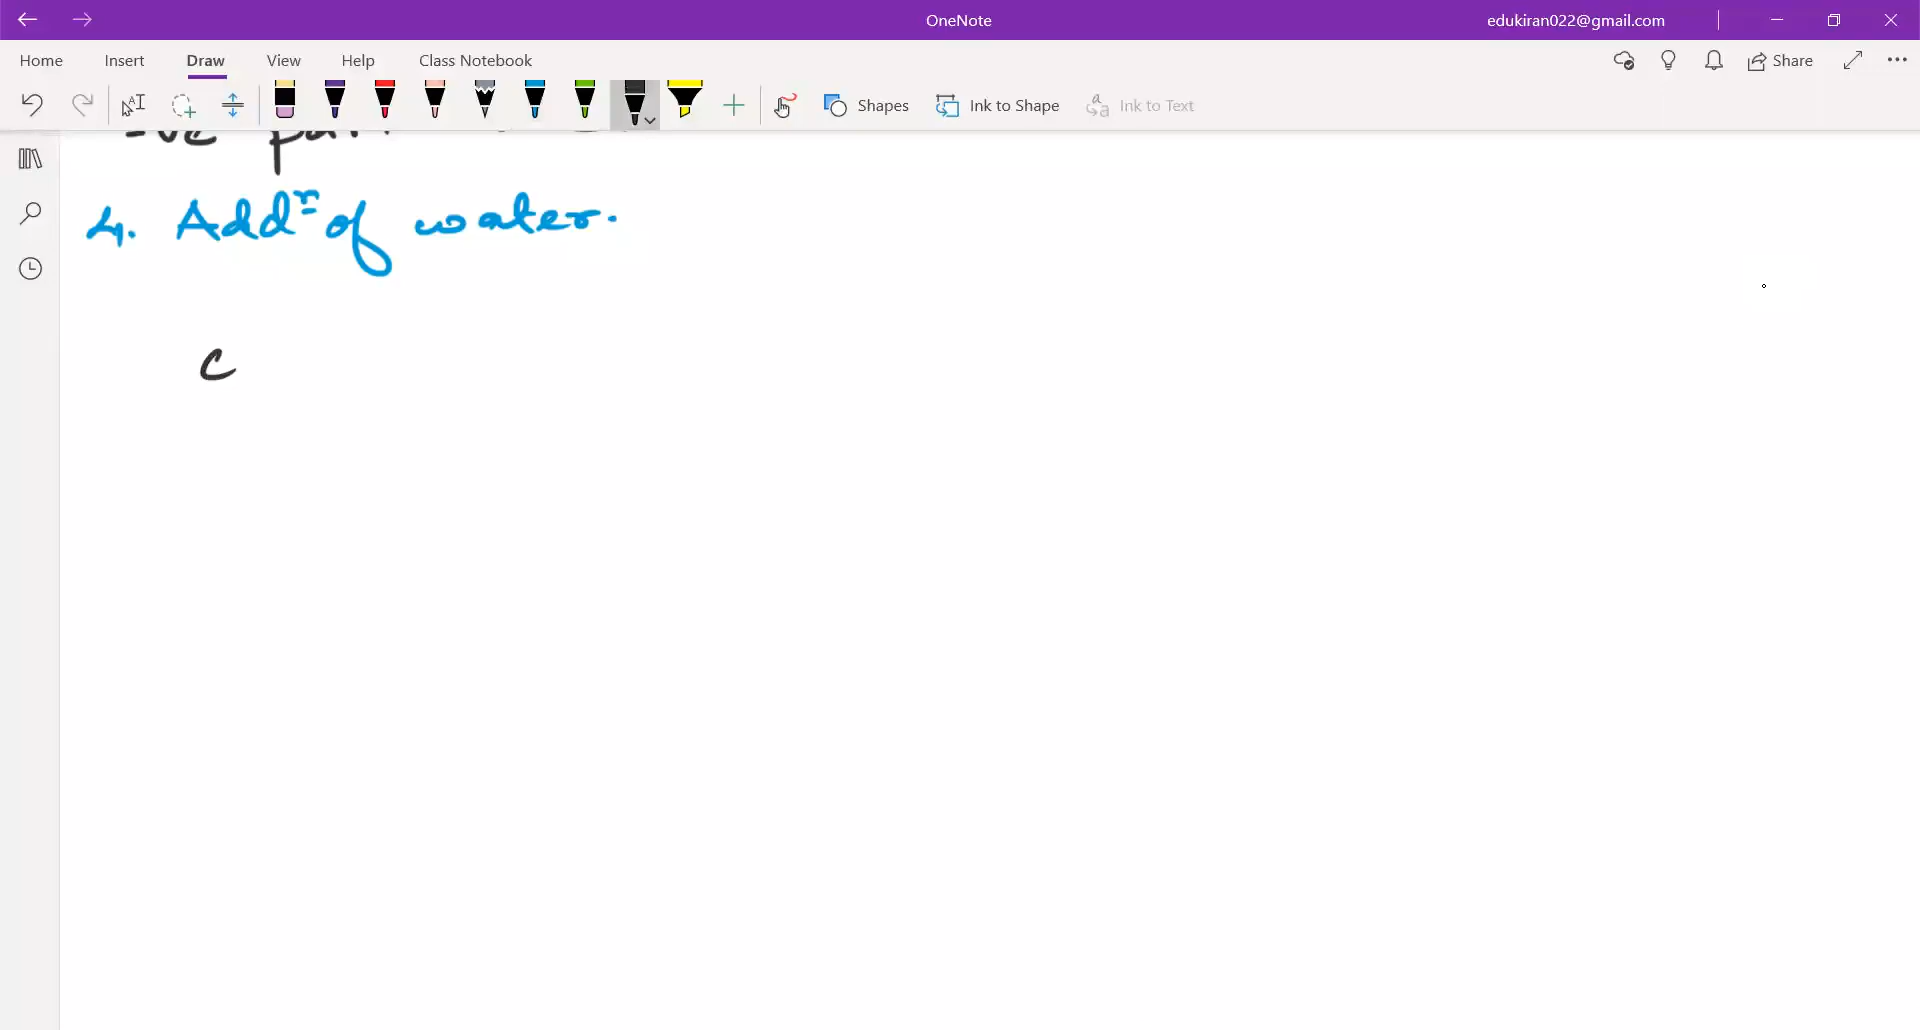 OneNote
edukiran022@gmail.com
Home Insert Draw View Help Class Notebook
Share
Shapes Ink to Shape Ink to Text
-ve
4. Addⁿ of water.
C